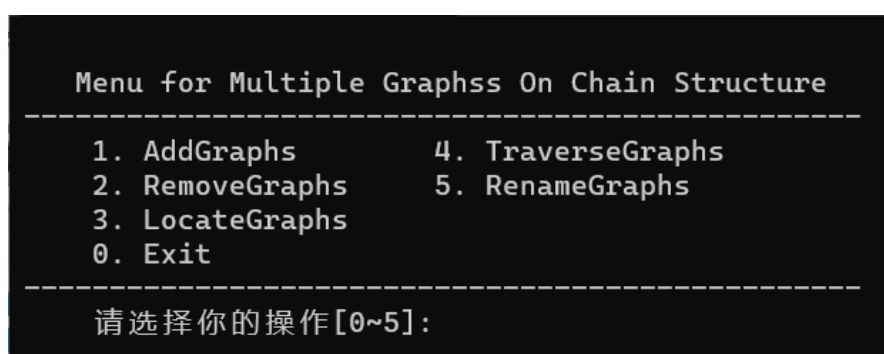 Menu for Multiple Graphss On Chain Structure
-------------------------------------------------
1. AddGraphs 4. TraverseGraphs
2. RemoveGraphs 5. RenameGraphs
3. LocateGraphs
0. Exit
-------------------------------------------------
请选择你的操作[0~5]: